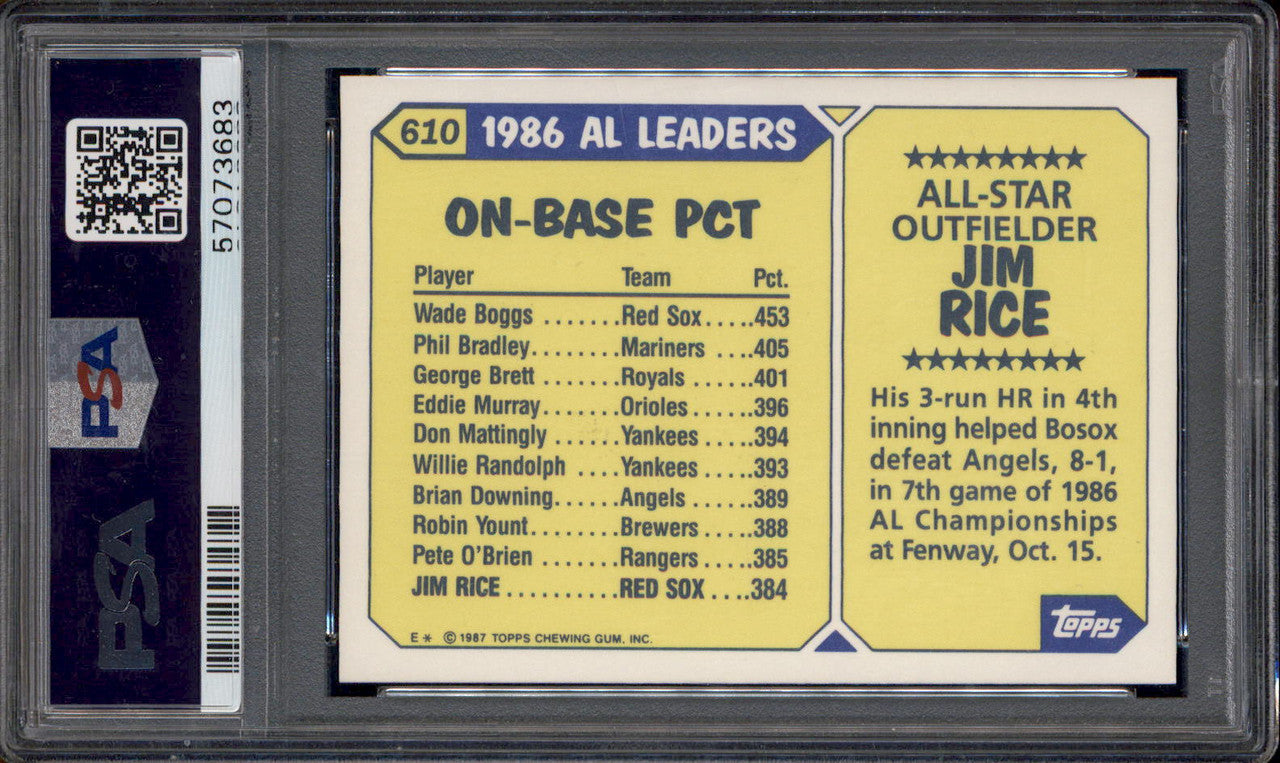 PSA
57073683
PSA
610 1986 AL LEADERS
ON-BASE PCT
Player Team Pct.
Wade Boggs .......Red Sox.....453
Phil Bradley........Mariners ....405
George Brett .......Royals ......401
Eddie Murray.......Orioles......396
Don Mattingly ......Yankees.....394
Willie Randolph ....Yankees.....393
Brian Downing......Angels ......389
Robin Yount........Brewers.....388
Pete O'Brien .......Rangers.....385
JIM RICE..........RED SOX....384
E* © 1987 TOPPS CHEWING GUM, INC.
ALL-STAR
OUTFIELDER
JIM
RICE
His 3-run HR in 4th
inning helped Bosox
defeat Angels, 8-1,
in 7th game of 1986
AL Championships
at Fenway, Oct. 15.
TOPPS